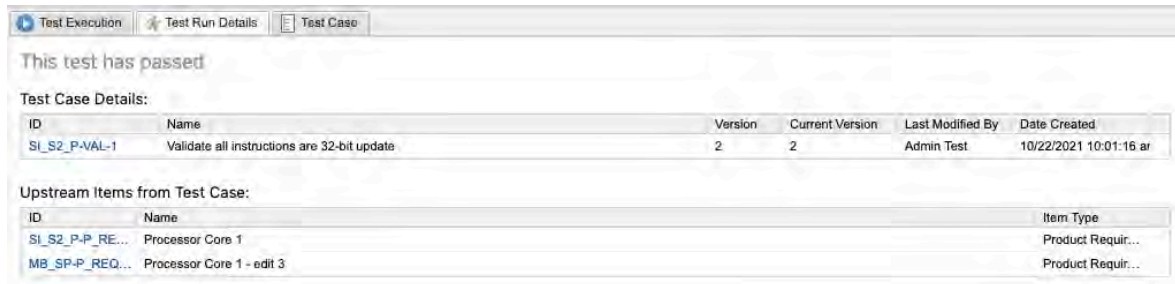 Test Execution Test Run Details Test Case
This test has passed
Test Case Details:
ID Name Version Current Version Last Modified By Date Created
SI_S2_P-VAL-1 Validate all instructions are 32-bit update 2 2 Admin Test 10/22/2021 10:01:16 ar
Upstream Items from Test Case:
ID Name Item Type
SI_S2_P-P_RE... Processor Core 1 Product Requir...
MB_SP-P_REQ... Processor Core 1 - edit 3 Product Requir...